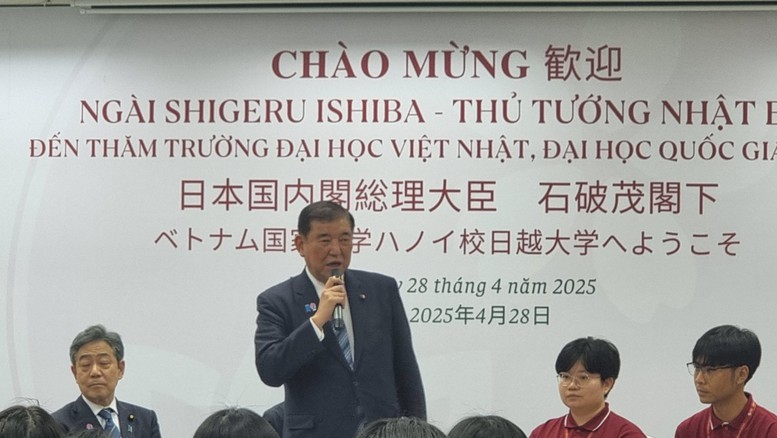 CHÀO MỪNG 歓迎
NGÀI SHIGERU ISHIBA - THỦ TƯỚNG NHẬT
ĐẾN THĂM TRƯỜNG ĐẠI HỌC VIỆT NHẬT, ĐẠI HỌC QUỐC GIA
日本国内閣総理大臣 石破茂閣下
ベトナム国家 学ハノイ校日越大学へようこそ
28 tháng 4 năm 2025
2025年4月28日